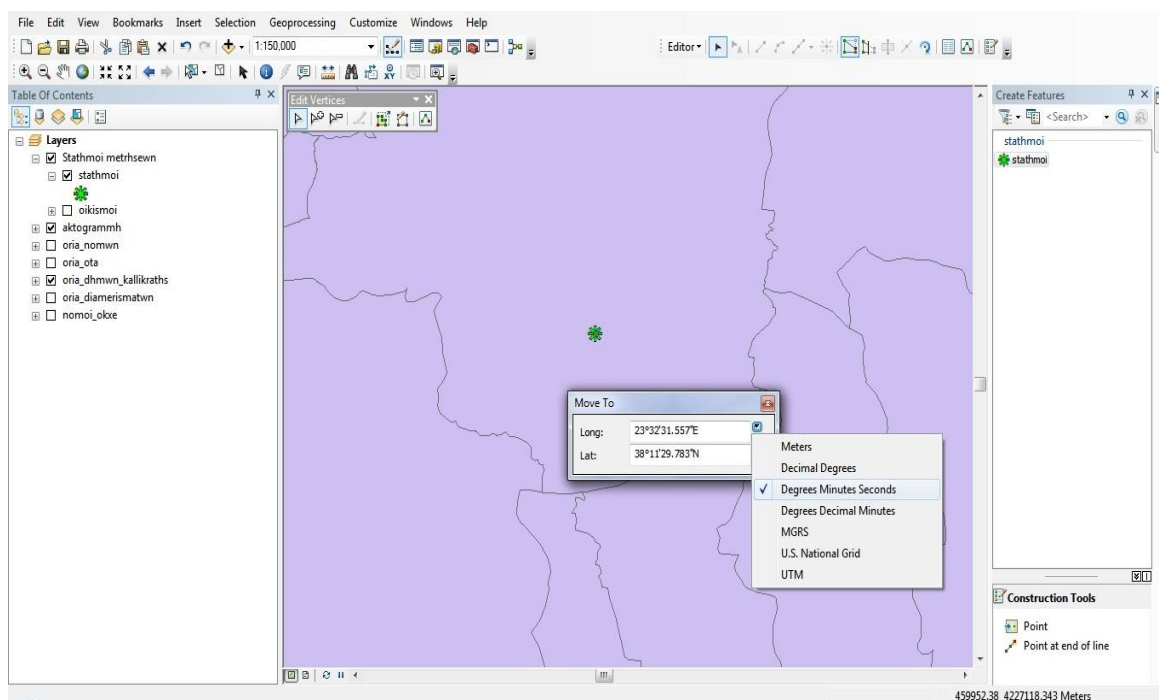 File Edit View Bookmarks Insert Selection Geoprocessing Customize Windows Help
1:150,000
Editor
Table Of Contents
Layers
Stathmoi metrhsewn
stathmoi
oikismoi
aktogrammh
oria_nomwn
oria_ota
oria_dhmwn_kallikraths
oria_diamerismatwn
nomoi_okxe
Edit Vertices
Move To
Long: 23°32'31.557"E
Lat: 38°11'29.783"N
Meters
Decimal Degrees
Degrees Minutes Seconds
Degrees Decimal Minutes
MGRS
U.S. National Grid
UTM
Create Features
<Search>
stathmoi
stathmoi
Construction Tools
Point
Point at end of line
459952.38 4227118.343 Meters